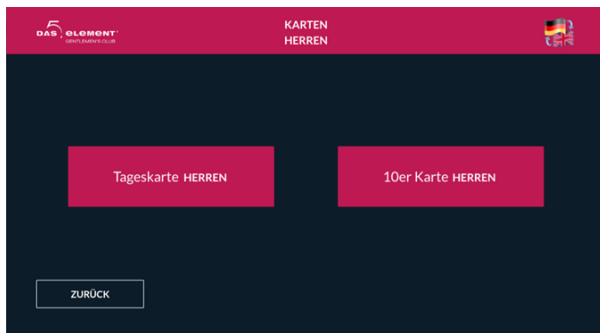 DAS 5. eLement
GENTLEMEN'S CLUB
KARTEN
HERREN
Tageskarte HERREN
10er Karte HERREN
ZURÜCK